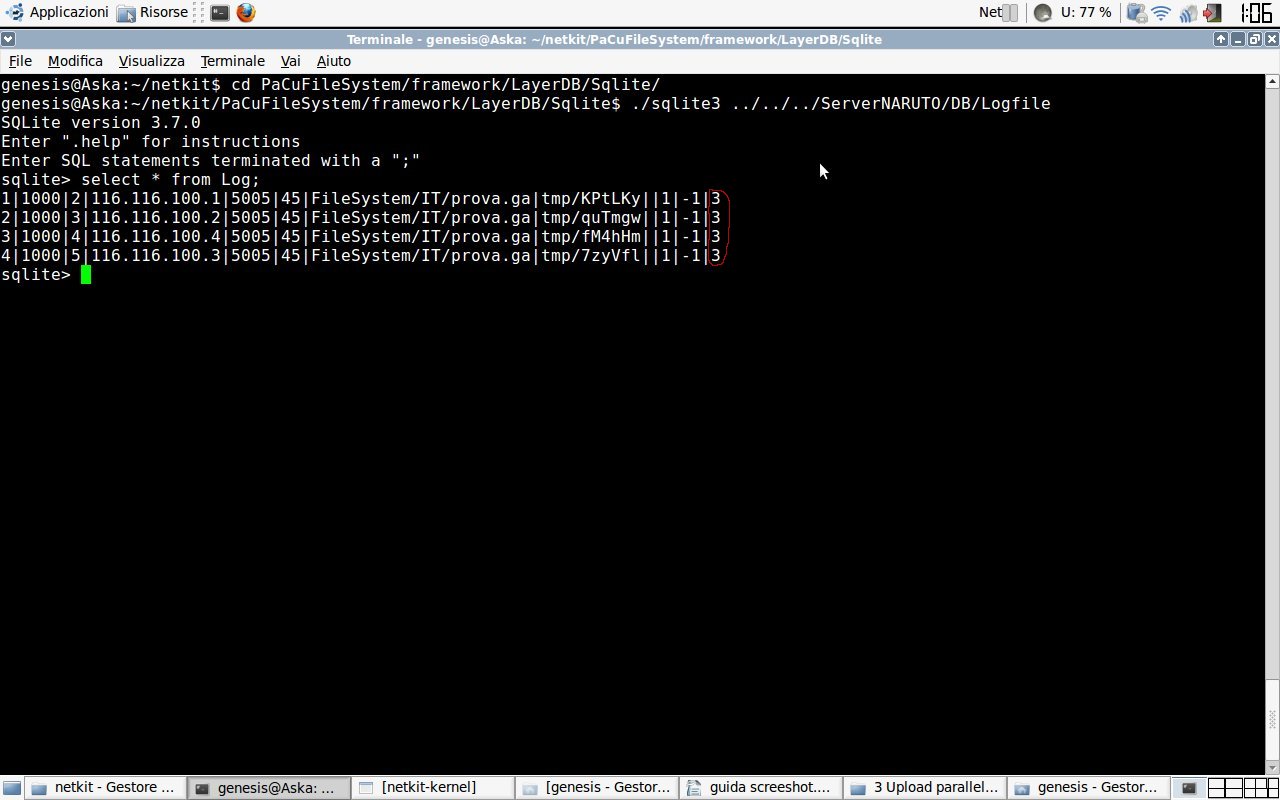 Applicazioni Risorse Net U: 77 % 1:06
Terminale - genesis@Aska: ~/netkit/PaCuFileSystem/framework/LayerDB/Sqlite
File Modifica Visualizza Terminale Vai Aiuto
genesis@Aska:~/netkit$ cd PaCuFileSystem/framework/LayerDB/Sqlite/
genesis@Aska:~/netkit/PaCuFileSystem/framework/LayerDB/Sqlite$ ./sqlite3 ../../../ServerNARUTO/DB/Logfile
SQLite version 3.7.0
Enter ".help" for instructions
Enter SQL statements terminated with a ";"
sqlite> select * from Log;
1|1000|2|116.116.100.1|5005|45|FileSystem/IT/prova.ga|tmp/KPtLKy||1|-1|3
2|1000|3|116.116.100.2|5005|45|FileSystem/IT/prova.ga|tmp/quTmgw||1|-1|3
3|1000|4|116.116.100.4|5005|45|FileSystem/IT/prova.ga|tmp/fM4hHm||1|-1|3
4|1000|5|116.116.100.3|5005|45|FileSystem/IT/prova.ga|tmp/7zyVfl||1|-1|3
sqlite>
netkit - Gestore ... genesis@Aska: ... [netkit-kernel] [genesis - Gestor... guida screeshot.... 3 Upload parallel... genesis - Gestor...